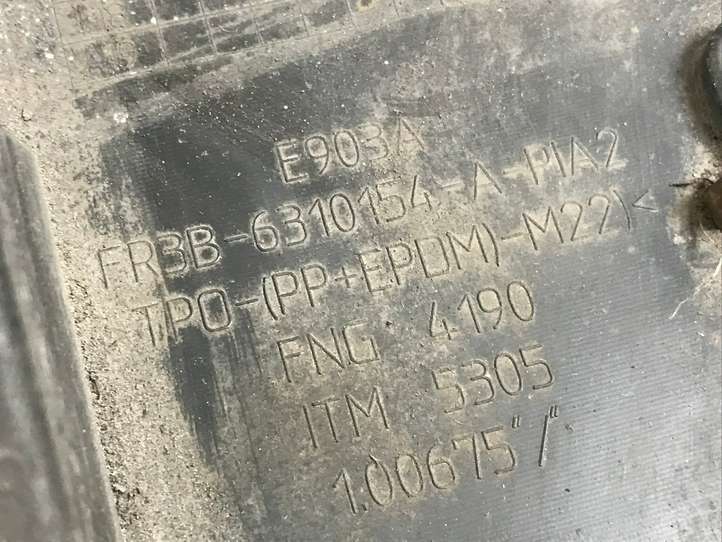 E903A
FR3B-6310154-A-PIA2
TPO-(PP+EPDM)-M22)<
FNG 4190
ITM 5305
1.00675"/"